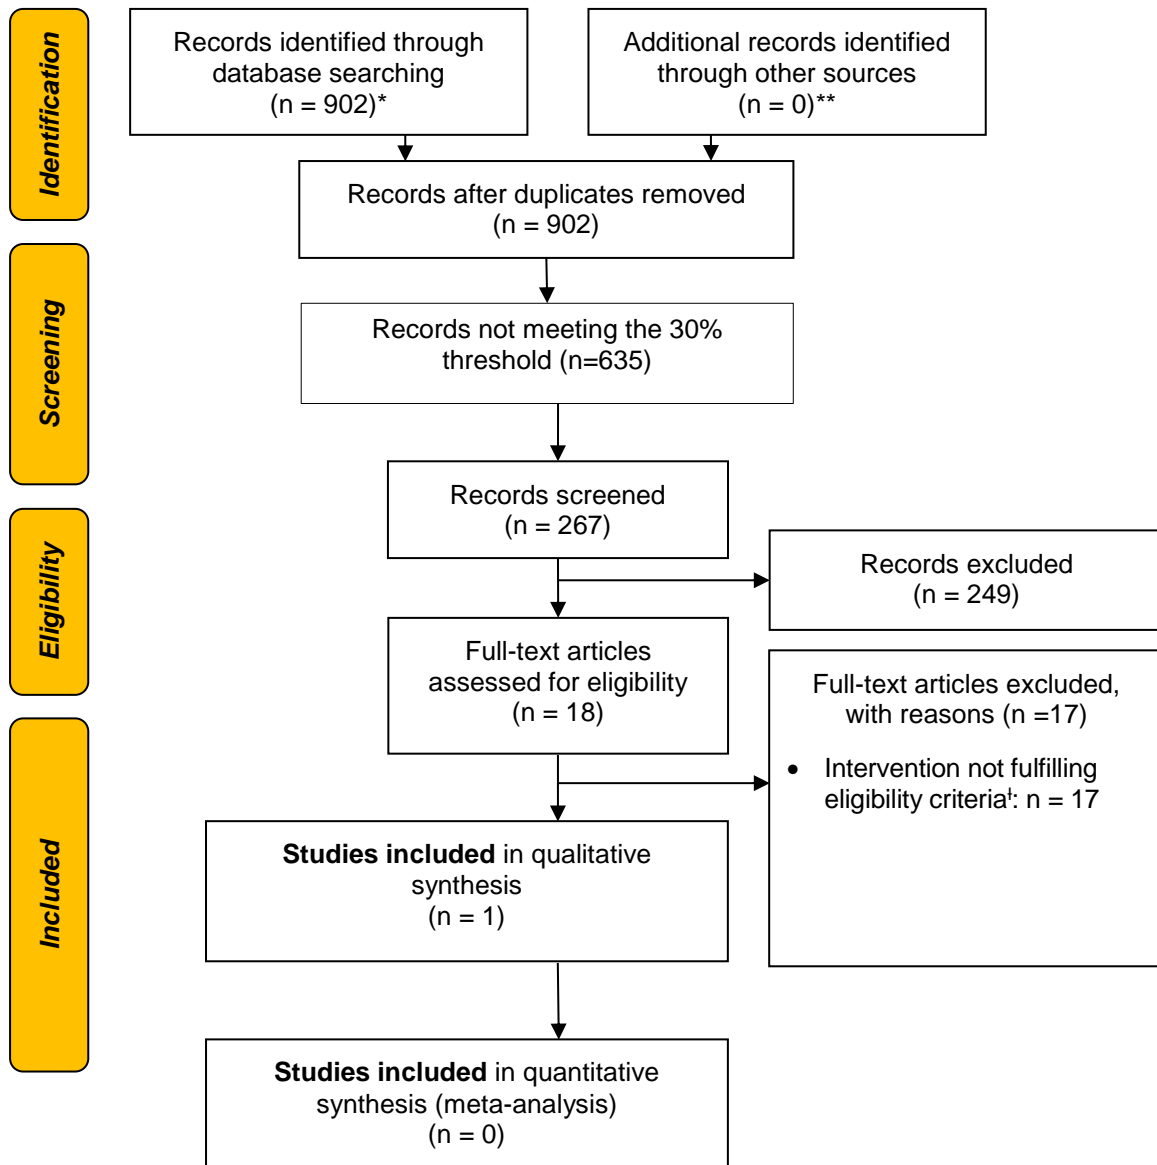 Identification
Records identified through
database searching
(n = 902)*
Additional records identified
through other sources
(n = 0)**
Records after duplicates removed
(n = 902)
Screening
Records not meeting the 30%
threshold (n=635)
Records screened
(n = 267)
Eligibility
Records excluded
(n = 249)
Full-text articles
assessed for eligibility
(n = 18)
Full-text articles excluded,
with reasons (n =17)
• Intervention not fulfilling
eligibility criteriaƗ: n = 17
Included
Studies included in qualitative
synthesis
(n = 1)
Studies included in quantitative
synthesis (meta-analysis)
(n = 0)